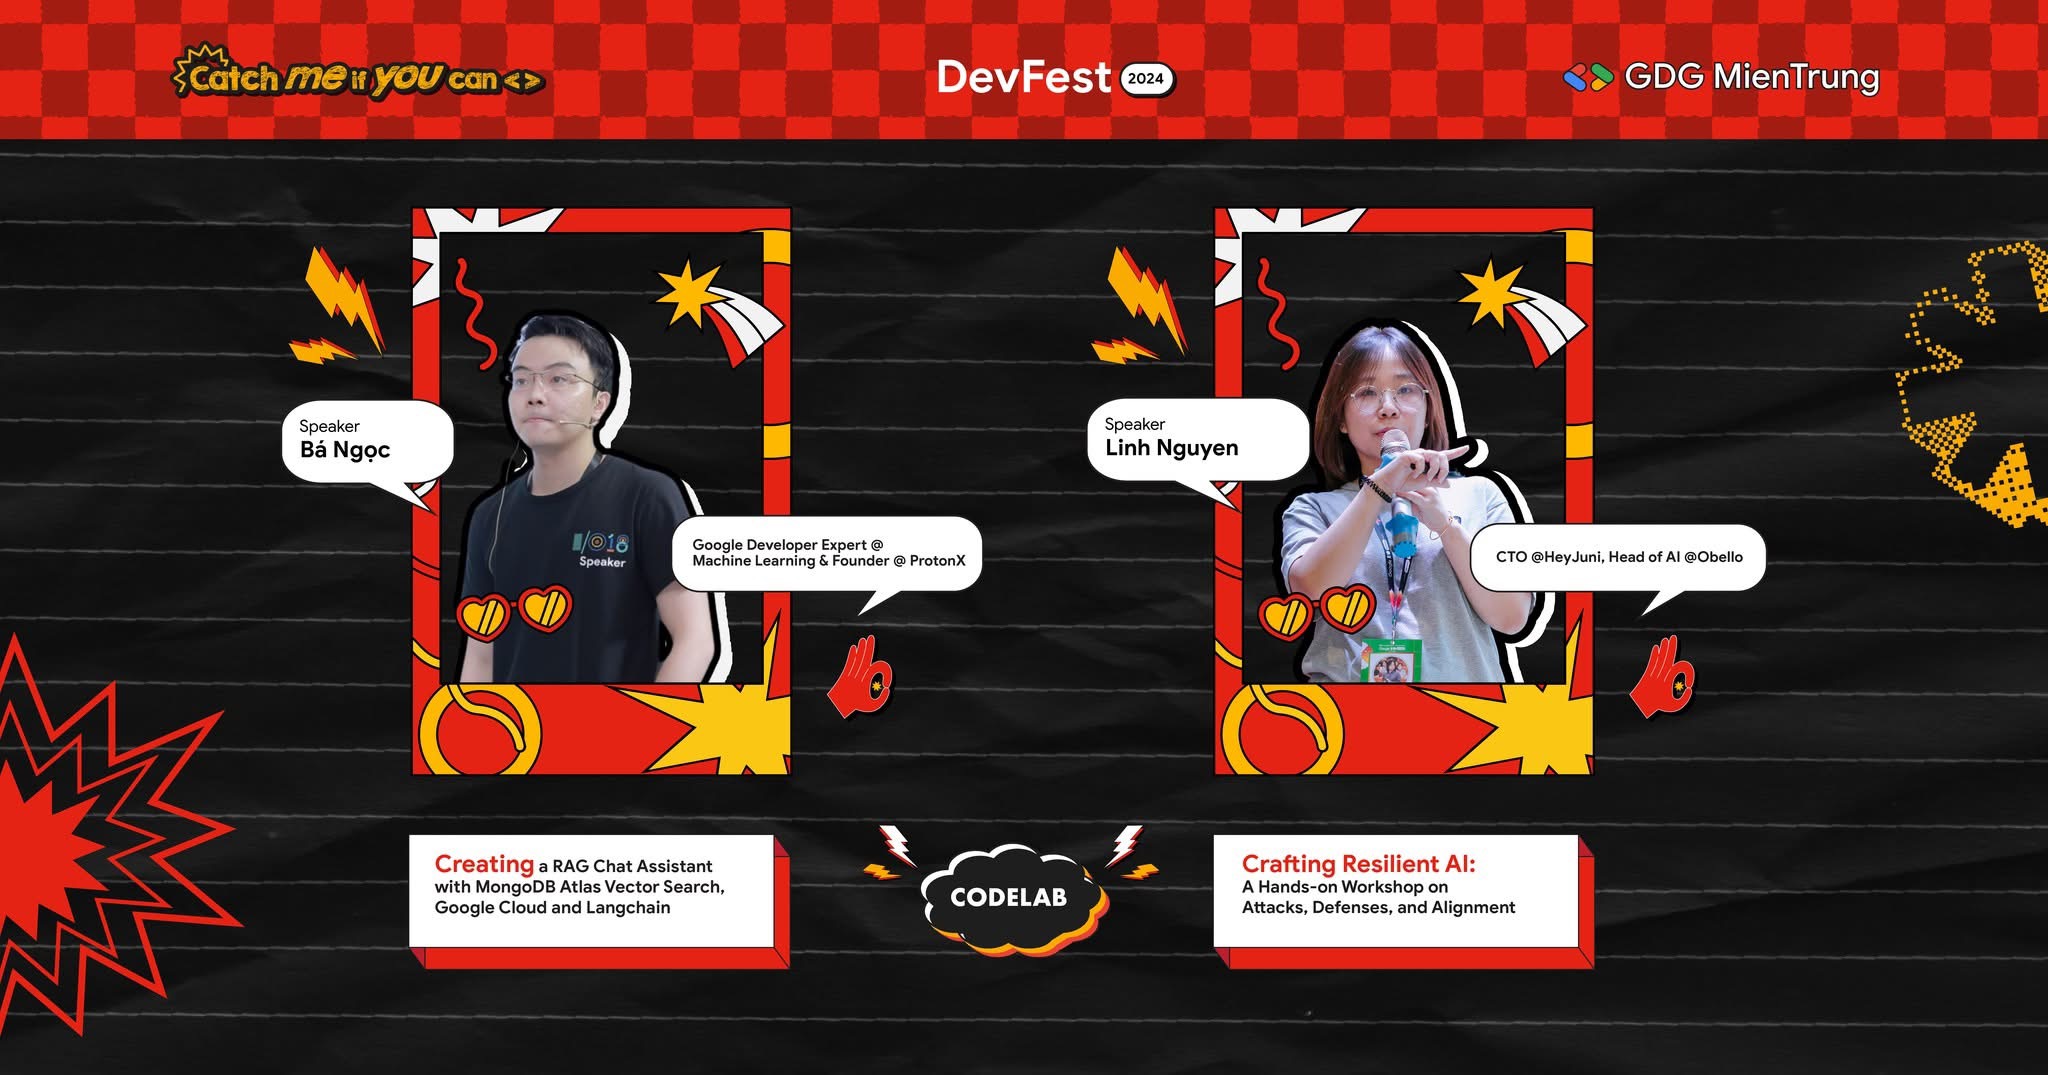 Catch me if you can <>
DevFest 2024
GDG MienTrung
Speaker
Bá Ngọc
I/O18
Speaker
Google Developer Expert @
Machine Learning & Founder @ ProtonX
Creating a RAG Chat Assistant
with MongoDB Atlas Vector Search,
Google Cloud and Langchain
CODELAB
Speaker
Linh Nguyen
CTO @HeyJuni, Head of AI @Obello
Crafting Resilient AI:
A Hands-on Workshop on
Attacks, Defenses, and Alignment